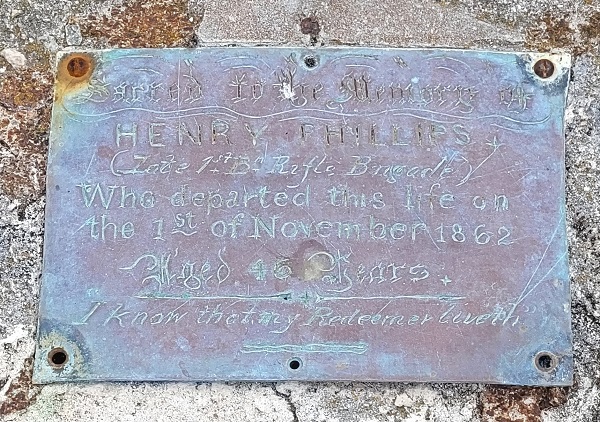 Sacred to the Memory of
HENRY PHILLIPS
(Late 1st Bn Rifle Brigade)
Who departed this life on
the 1st of November 1862
Aged 46 Years.
"I know that my Redeemer liveth"